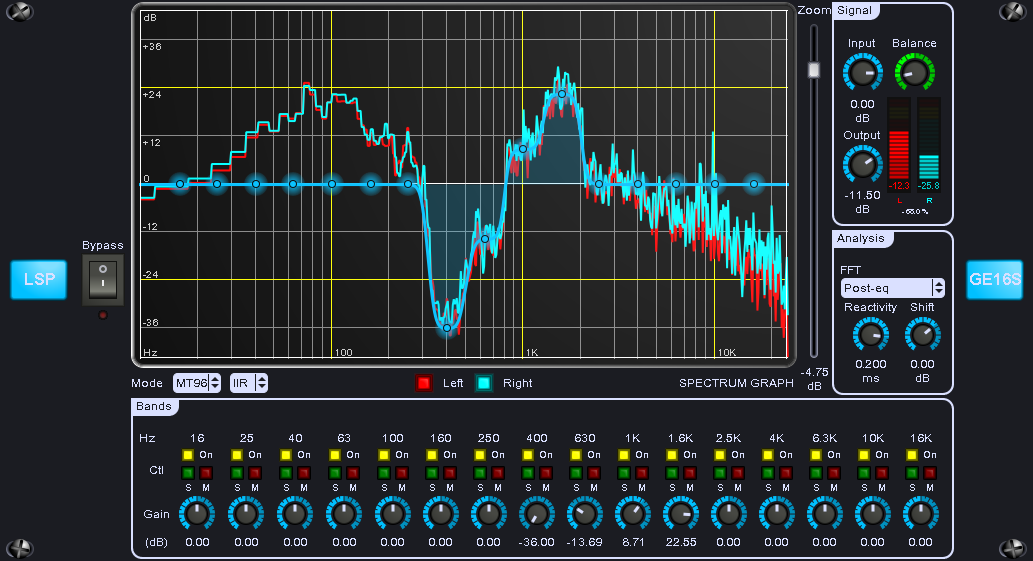 Zoom
Signal
dB
+36
+24
+12
0
-12
-24
-36
Hz
100
1K
10K
Input
Balance
0.00
dB
Output
-11.50
dB
-12.3
-25.8
L
R
Bypass
LSP
GE16S
Analysis
FFT
Post-eq
Reactivity
Shift
0.200
ms
0.00
dB
-4.75
dB
Mode
MT96
IIR
Left
Right
SPECTRUM GRAPH
Bands
Hz 16 25 40 63 100 160 250 400 630 1K 1.6K 2.5K 4K 6.3K 10K 16K
On On On On On On On On On On On On On On On On
Ctl
S M S M S M S M S M S M S M S M S M S M S M S M S M S M S M S M
Gain
(dB) 0.00 0.00 0.00 0.00 0.00 0.00 0.00 -36.00 -13.69 8.71 22.55 0.00 0.00 0.00 0.00 0.00